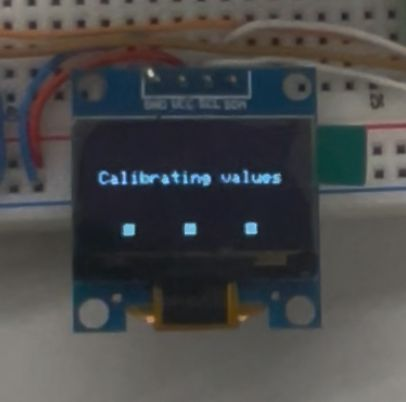 GND VCC SCL SDA
Calibrating values